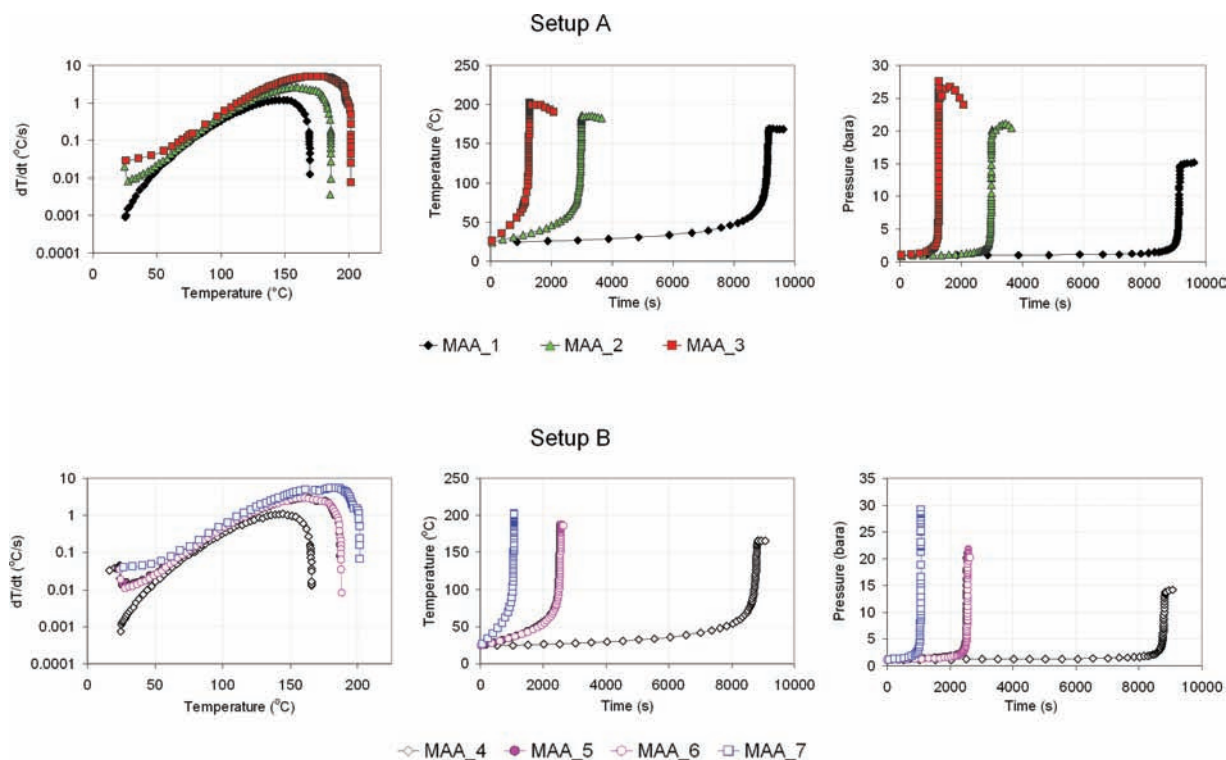 Setup A
dT/dt (°C/s)
10
1
0.1
0.01
0.001
0.0001
0 50 100 150 200
Temperature (°C)
Temperature (°C)
250
200
150
100
50
0
0 2000 4000 6000 8000 10000
Time (s)
Pressure (bara)
30
25
20
15
10
5
0
0 2000 4000 6000 8000 10000
Time (s)
MAA_1 MAA_2 MAA_3
Setup B
dT/dt (°C/s)
10
1
0.1
0.01
0.001
0.0001
0 50 100 150 200
Temperature (°C)
Temperature (°C)
250
200
150
100
50
0
0 2000 4000 6000 8000 10000
Time (s)
Pressure (bara)
35
30
25
20
15
10
5
0
0 2000 4000 6000 8000 10000
Time (s)
MAA_4 MAA_5 MAA_6 MAA_7